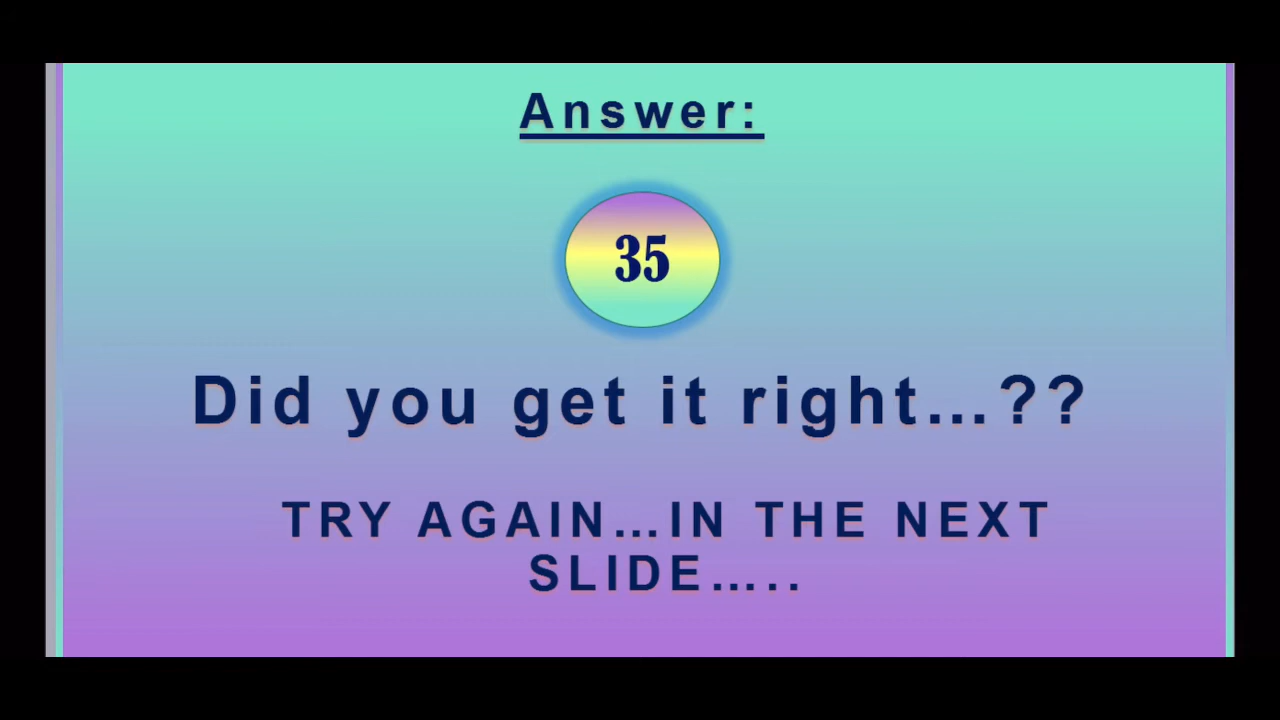 Answer:
35
Did you get it right...??
TRY AGAIN...IN THE NEXT
SLIDE.....